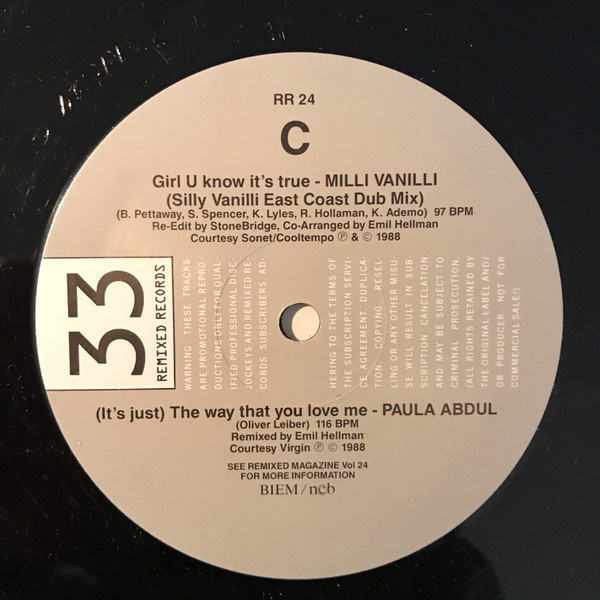 RR 24
C
Girl U know it's true - MILLI VANILLI
(Silly Vanilli East Coast Dub Mix)
(B. Pettaway, S. Spencer, K. Lyles, R. Hollaman, K. Ademo) 97 BPM
Re-Edit by StoneBridge, Co-Arranged by Emil Hellman
Courtesy Sonet/Cooltempo ℗ & © 1988
33
REMIXED RECORDS
WARNING. THESE TRACKS
ARE PROMOTIONAL REPRO-
DUCTIONS ONLY FOR QUAL-
IFIED PROFESSIONAL DISC
JOCKEYS AND REMIXED RE-
CORDS SUBSCRIBERS AD-
HERING TO THE TERMS OF
THE SUBSCRIPTION SERVI-
CE AGREEMENT. DUPLICA-
TION, COPYING, RESEL-
LING OR ANY OTHER MISU-
SE WILL RESULT IN SUB-
SCRIPTION CANCELATION
AND MAY BE SUBJECT TO
CRIMINAL PROSECUTION.
(ALL RIGHTS RETAINED BY
THE ORIGINAL LABEL AND/
OR PRODUCER. NOT FOR
COMMERCIAL SALE!)
(It's just) The way that you love me - PAULA ABDUL
(Oliver Leiber) 116 BPM
Remixed by Emil Hellman
Courtesy Virgin ℗ © 1988
SEE REMIXED MAGAZINE Vol 24
FOR MORE INFORMATION
BIEM/ncb